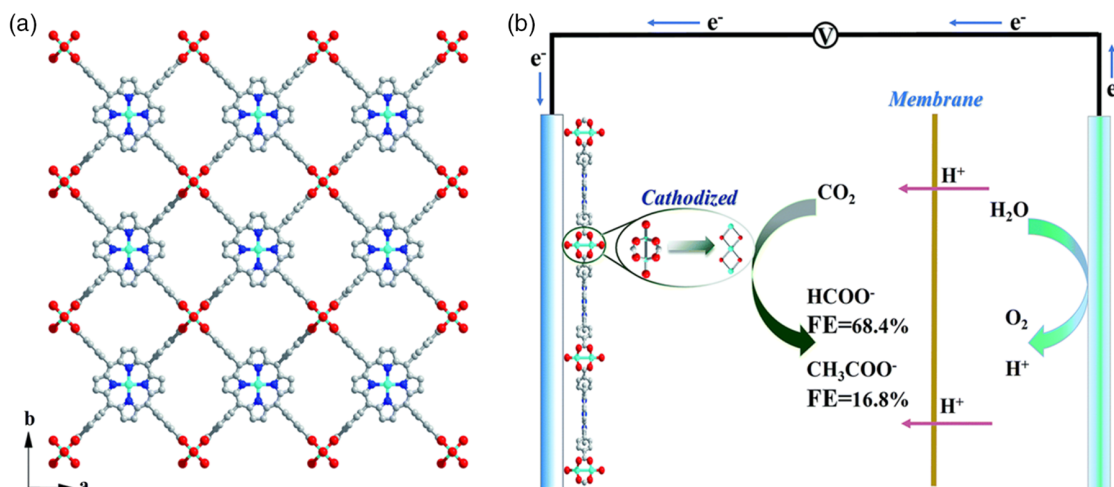 (a)
b
a
(b)
e-
e-
e-
V
e
Membrane
Cathodized
CO2
H+
H2O
HCOO-
FE=68.4%
O2
CH3COO-
FE=16.8%
H+
H+